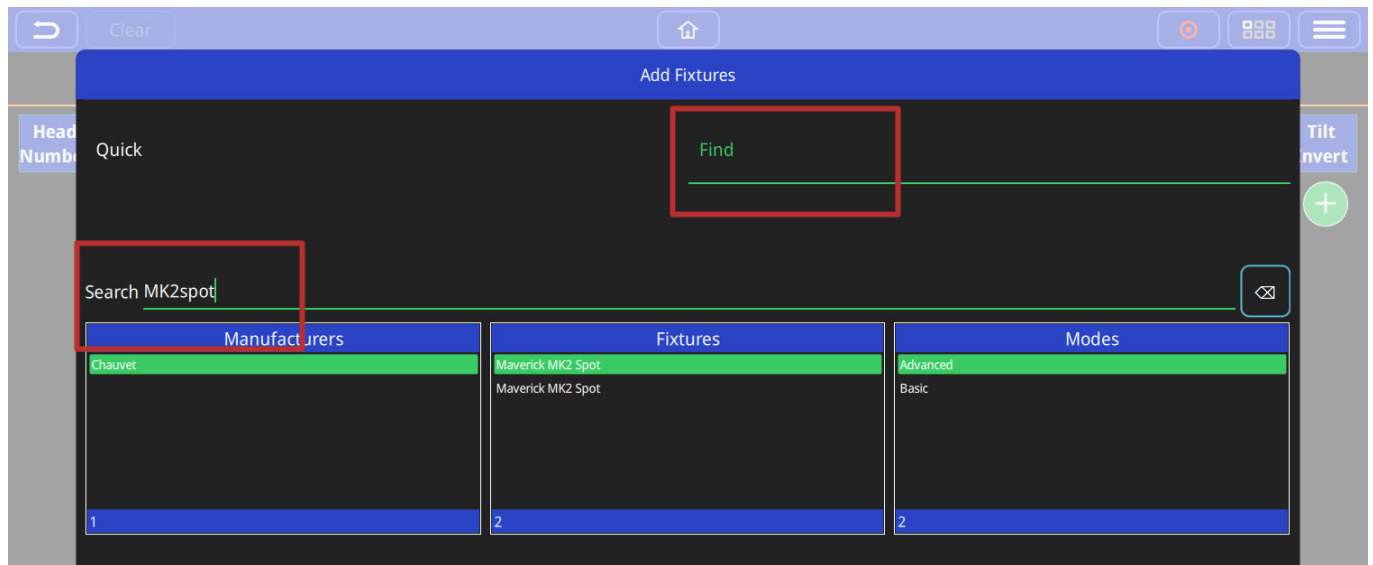 Clear
Add Fixtures
Head
Numb
Quick
Find
Tilt
nvert
Search MK2spot
Manufacturers
Fixtures
Modes
Chauvet
Maverick MK2 Spot
Advanced
Maverick MK2 Spot
Basic
1
2
2